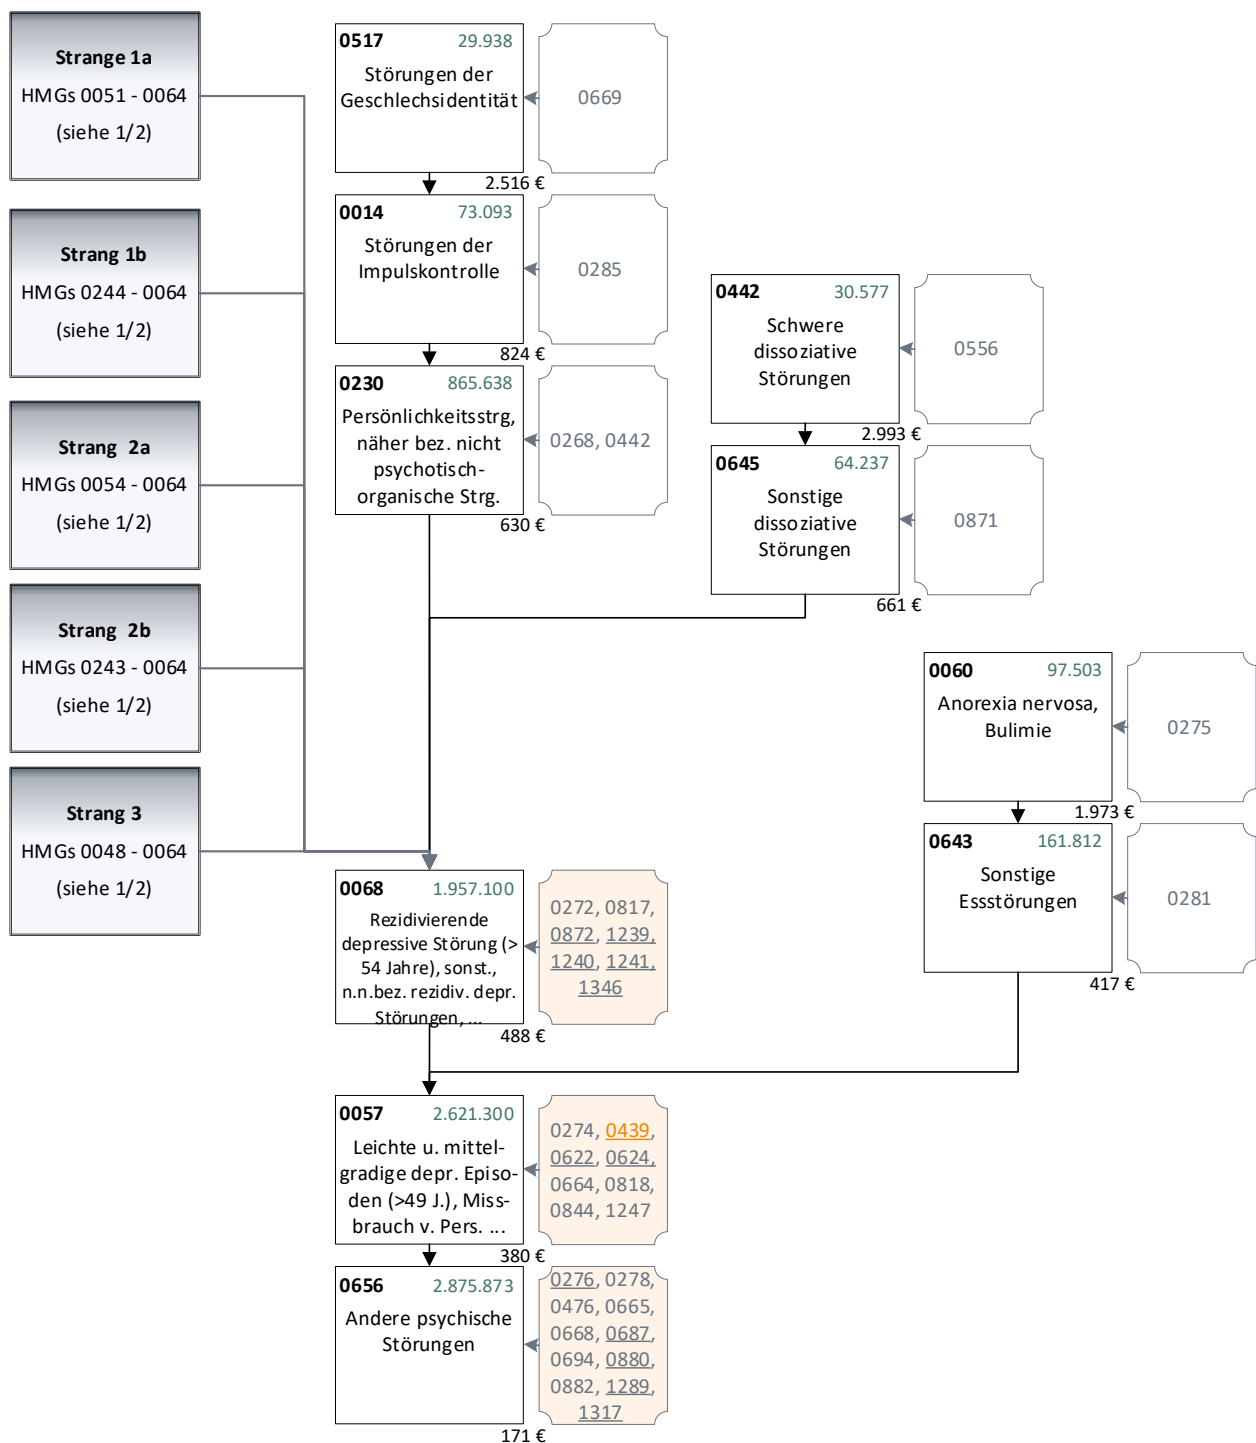 Strange 1a
HMGs 0051 - 0064
(siehe 1/2)
Strang 1b
HMGs 0244 - 0064
(siehe 1/2)
Strang 2a
HMGs 0054 - 0064
(siehe 1/2)
Strang 2b
HMGs 0243 - 0064
(siehe 1/2)
Strang 3
HMGs 0048 - 0064
(siehe 1/2)
0517 29.938
Störungen der
Geschlechsidentität
0669
2.516 €
0014 73.093
Störungen der
Impulskontrolle
0285
824 €
0230 865.638
Persönlichkeitsstrg,
näher bez. nicht
psychotisch-
organische Strg.
0268, 0442
630 €
0442 30.577
Schwere
dissoziative
Störungen
0556
2.993 €
0645 64.237
Sonstige
dissoziative
Störungen
0871
661 €
0060 97.503
Anorexia nervosa,
Bulimie
0275
1.973 €
0643 161.812
Sonstige
Essstörungen
0281
417 €
0068 1.957.100
Rezidivierende
depressive Störung (>
54 Jahre), sonst.,
n.n.bez. rezidiv. depr.
Störungen, ...
0272, 0817,
0872, 1239,
1240, 1241,
1346
488 €
0057 2.621.300
Leichte u. mittel-
gradige depr. Episo-
den (>49 J.), Miss-
brauch v. Pers. ...
0274, 0439,
0622, 0624,
0664, 0818,
0844, 1247
380 €
0656 2.875.873
Andere psychische
Störungen
0276, 0278,
0476, 0665,
0668, 0687,
0694, 0880,
0882, 1289,
1317
171 €